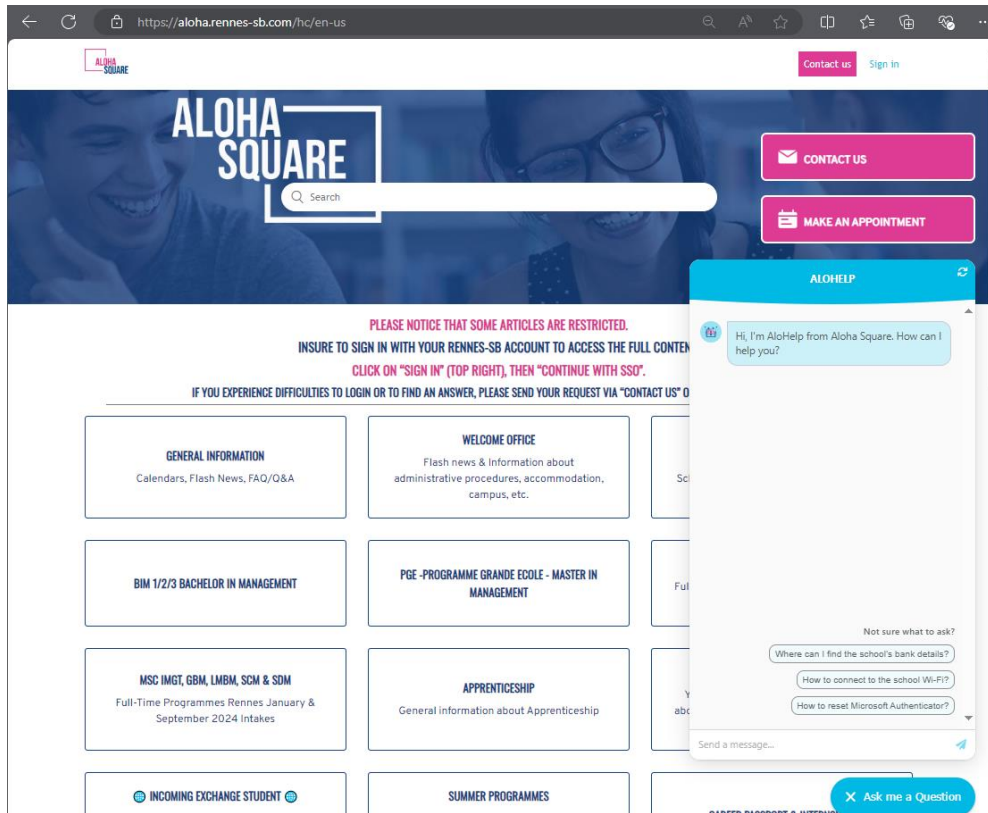 https://aloha.rennes-sb.com/hc/en-us
ALOHA
SQUARE
Contact us
Sign in
ALOHA
SQUARE
Search
CONTACT US
MAKE AN APPOINTMENT
ALOHELP
Hi, I'm AloHelp from Aloha Square. How can I
help you?
PLEASE NOTICE THAT SOME ARTICLES ARE RESTRICTED.
INSURE TO SIGN IN WITH YOUR RENNES-SB ACCOUNT TO ACCESS THE FULL
CLICK ON "SIGN IN" (TOP RIGHT), THEN "CONTINUE WITH SSO".
IF YOU EXPERIENCE DIFFICULTIES TO LOGIN OR TO FIND AN ANSWER, PLEASE SEND YOUR REQUEST VIA "CONTACT US"
GENERAL INFORMATION
Calendars, Flash News, FAQ/Q&A
WELCOME OFFICE
Flash news & Information about
administrative procedures, accommodation,
campus, etc.
BIM 1/2/3 BACHELOR IN MANAGEMENT
PGE -PROGRAMME GRANDE ECOLE - MASTER IN
MANAGEMENT
MSC IMGT, GBM, LMBM, SCM & SDM
Full-Time Programmes Rennes January &
September 2024 Intakes
APPRENTICESHIP
General information about Apprenticeship
Not sure what to ask?
Where can I find the school's bank details?
How to connect to the school Wi-Fi?
How to reset Microsoft Authenticator?
Send a message...
INCOMING EXCHANGE STUDENT
SUMMER PROGRAMMES
CAREER PASSPORT &
Ask me a Question